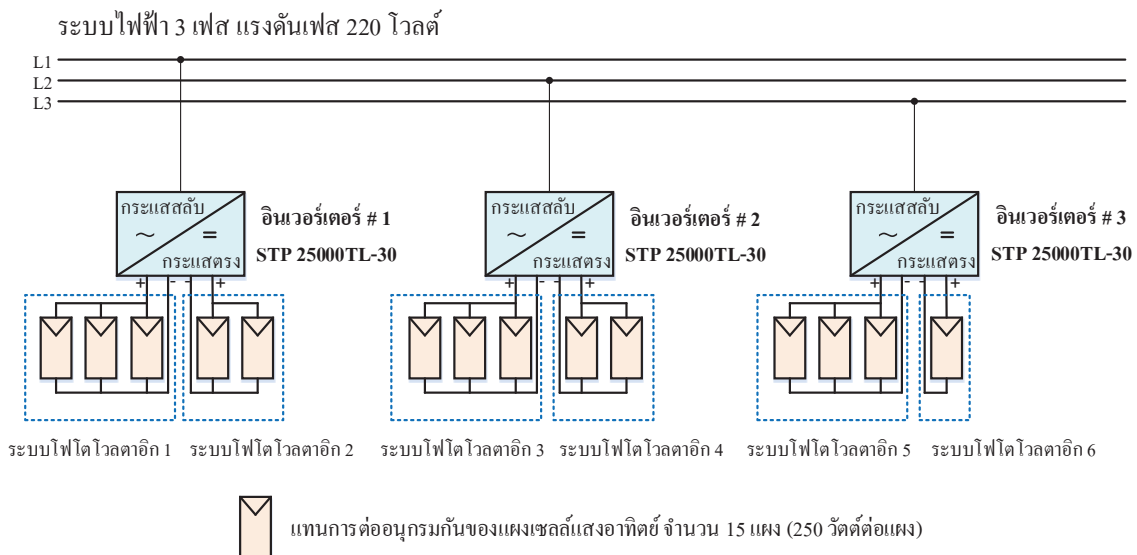 ระบบไฟฟ้า 3 เฟส แรงดันเฟส 220 โวลต์
L1
L2
L3
กระแสสลับ
~
=
กระแสตรง
อินเวอร์เตอร์ # 1
STP 25000TL-30
กระแสสลับ
~
=
กระแสตรง
อินเวอร์เตอร์ # 2
STP 25000TL-30
กระแสสลับ
~
=
กระแสตรง
อินเวอร์เตอร์ # 3
STP 25000TL-30
+ - - +
+ - - +
+ - - +
ระบบโฟโตโวลตาอิก 1 ระบบโฟโตโวลตาอิก 2 ระบบโฟโตโวลตาอิก 3 ระบบโฟโตโวลตาอิก 4 ระบบโฟโตโวลตาอิก 5 ระบบโฟโตโวลตาอิก 6
แทนการต่ออนุกรมกันของแผงเซลล์แสงอาทิตย์ จำนวน 15 แผง (250 วัตต์ต่อแผง)